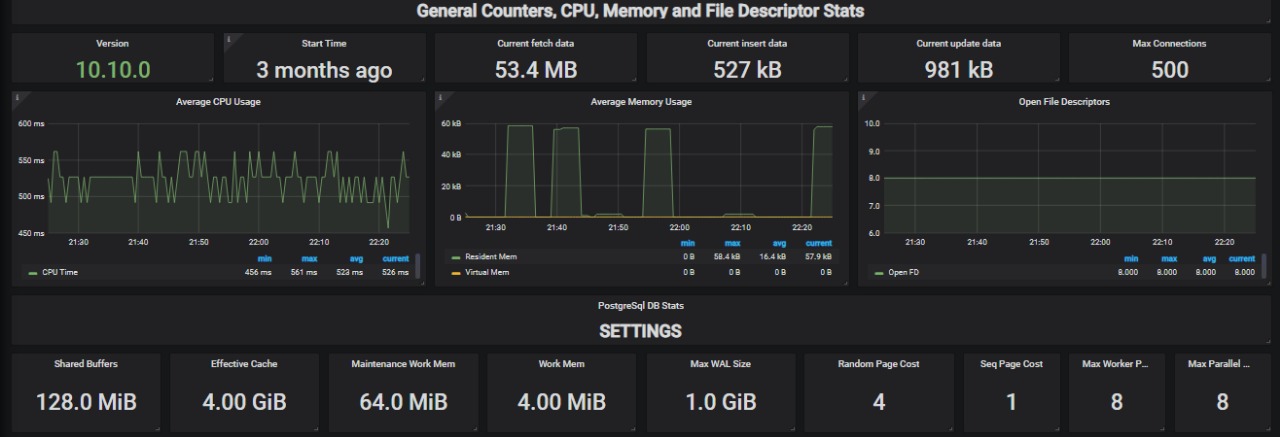 General Counters, CPU, Memory and File Descriptor Stats
Version Start Time Current fetch data Current insert data Current update data Max Connections
10.10.0 3 months ago 53.4 MB 527 kB 981 kB 500
Average CPU Usage
600 ms
550 ms
500 ms
450 ms
21:30 21:40 21:50 22:00 22:10 22:20
min max avg current
CPU Time 456 ms 561 ms 523 ms 526 ms
Average Memory Usage
60 kB
40 kB
20 kB
0 B
21:30 21:40 21:50 22:00 22:10 22:20
min max avg current
Resident Mem 0 B 58.4 kB 16.4 kB 57.9 kB
Virtual Mem 0 B 0 B 0 B 0 B
Open File Descriptors
10.0
9.0
8.0
7.0
6.0
21:30 21:40 21:50 22:00 22:10 22:20
min max avg current
Open FD 8.000 8.000 8.000 8.000
PostgreSql DB Stats
SETTINGS
Shared Buffers Effective Cache Maintenance Work Mem Work Mem Max WAL Size Random Page Cost Seq Page Cost Max Worker P... Max Parallel ...
128.0 MiB 4.00 GiB 64.0 MiB 4.00 MiB 1.0 GiB 4 1 8 8